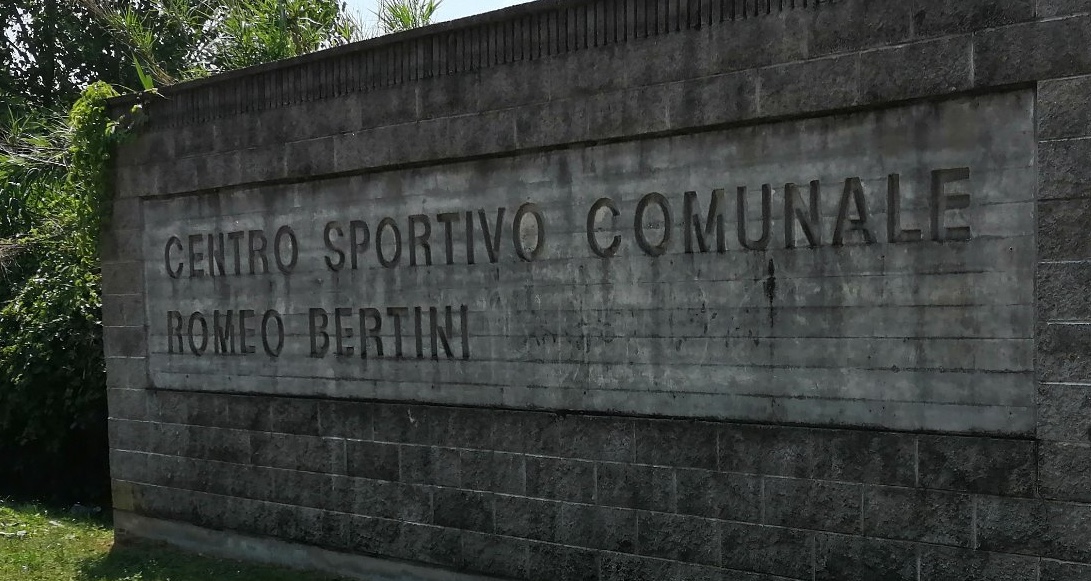 CENTRO SPORTIVO COMUNALE
ROMEO BERTINI